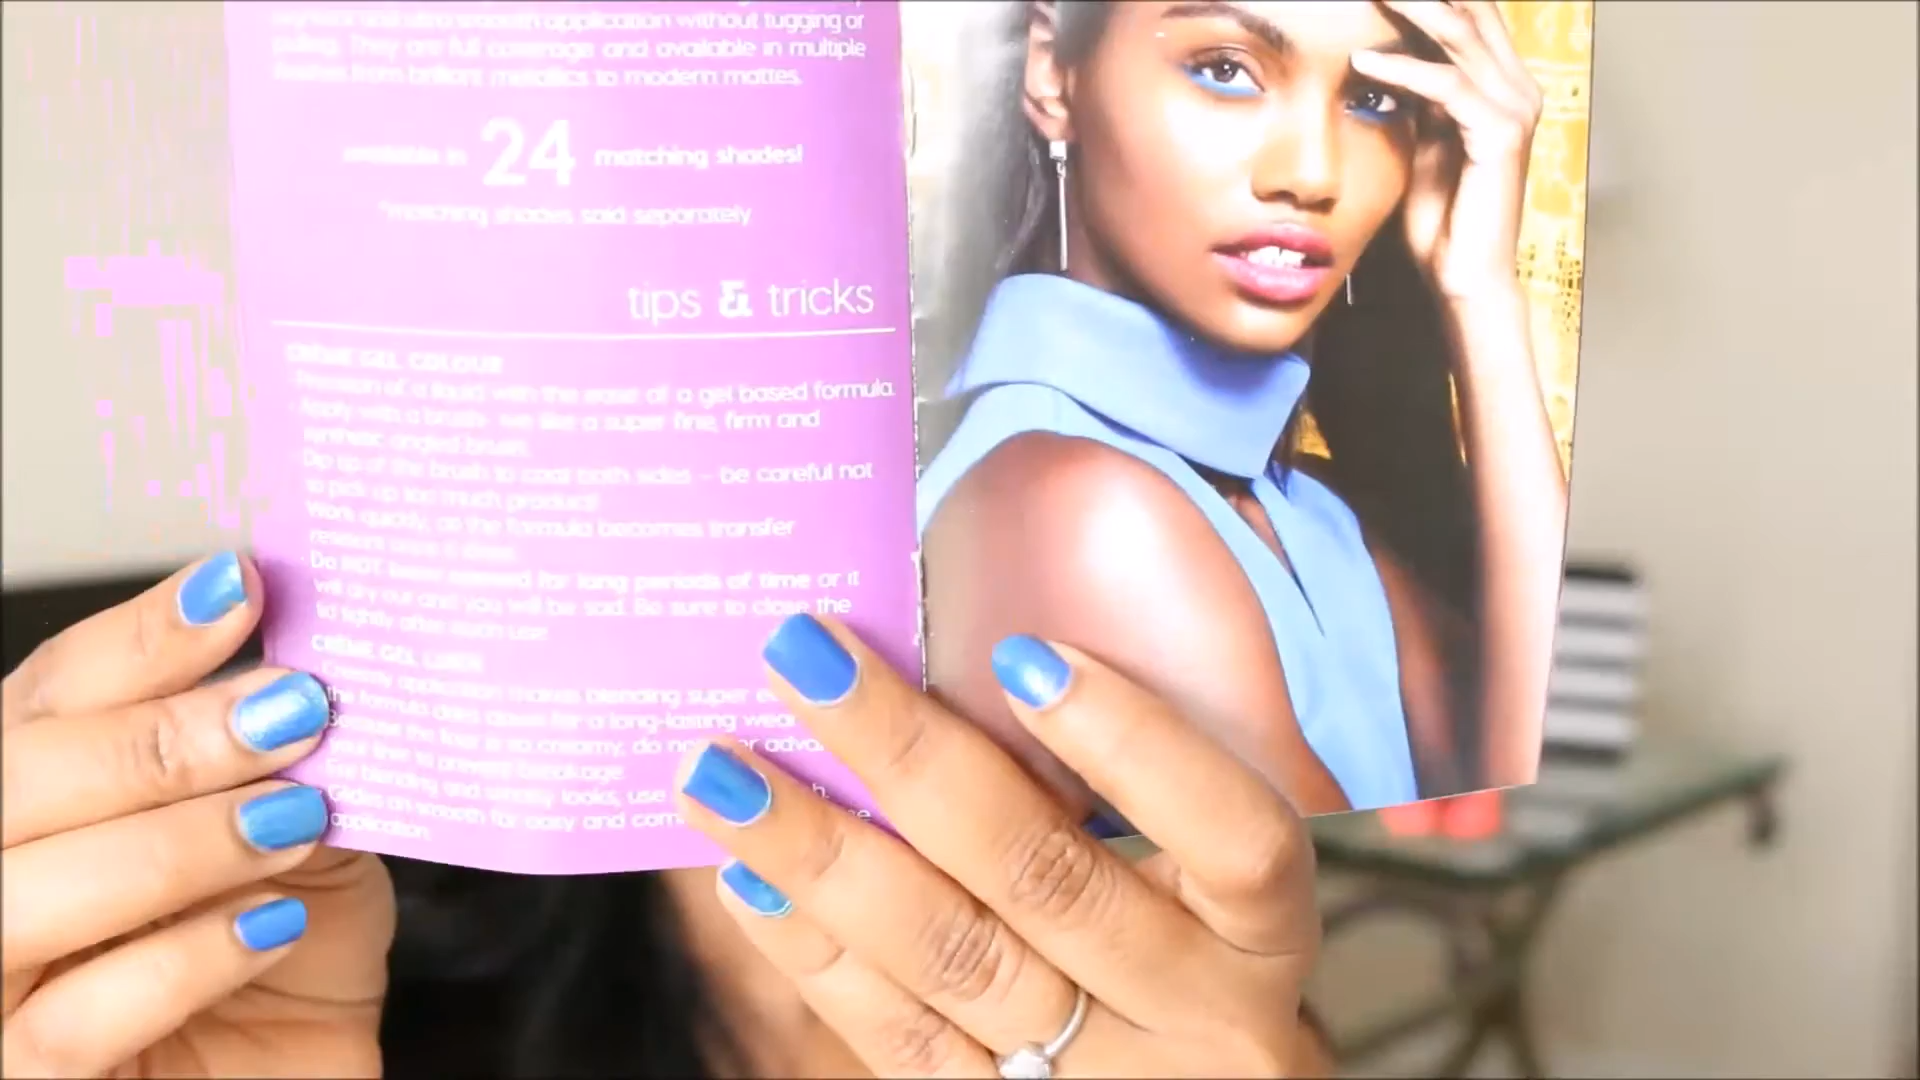 application without tugging or
pulling. They are full coverage and available in multiple
finishes from brilliant metallics to modern mattes.
available in 24 matching shades!
*matching shades sold separately
tips & tricks
CRÈME GEL COLOUR
- Precision of a liquid with the ease of a gel based formula.
- Apply with a brush- we like a super fine, firm and
synthetic angled brush.
- Dip tip of the brush to coat both sides – be careful not
to pick up too much product!
Work quickly, as the formula becomes transfer
resistant once it dries.
- Do NOT leave opened for long periods of time or it
will dry out and you will be sad. Be sure to close the
lid tightly after each use.
CRÈME GEL LINER
- Creamy application makes blending super
the formula dries down for a long-lasting wear
Because the liner is so creamy, do
your liner to prevent breakage.
For blending and smoky looks, use
Glides on smooth for easy and
application.